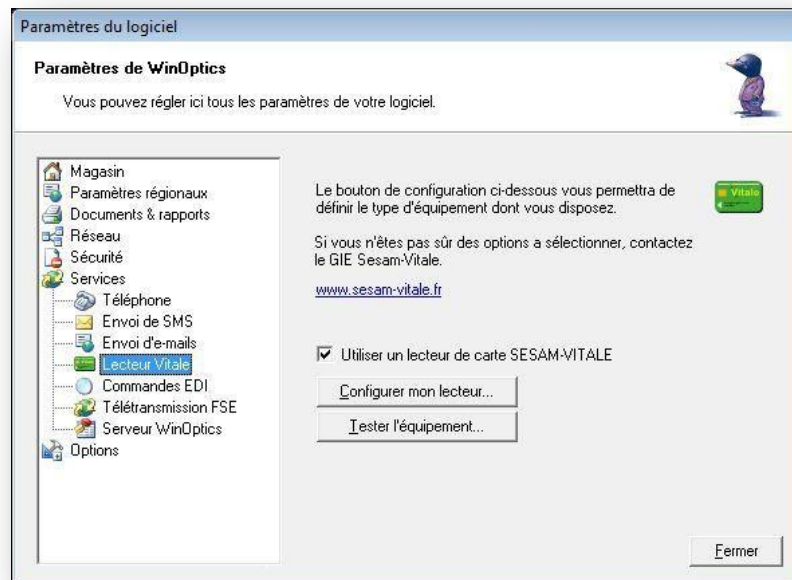 Paramètres du logiciel
Paramètres de WinOptics
Vous pouvez régler ici tous les paramètres de votre logiciel.
Magasin
Paramètres régionaux
Documents & rapports
Réseau
Sécurité
Services
Téléphone
Envoi de SMS
Envoi d'e-mails
Lecteur Vitale
Commandes EDI
Télétransmission FSE
Serveur WinOptics
Options
Le bouton de configuration ci-dessous vous permettra de
définir le type d'équipement dont vous disposez.
Vitale
Si vous n'êtes pas sûr des options a sélectionner, contactez
le GIE Sesam-Vitale.
www.sesam-vitale.fr
Utiliser un lecteur de carte SESAM-VITALE
Configurer mon lecteur...
Tester l'équipement...
Fermer